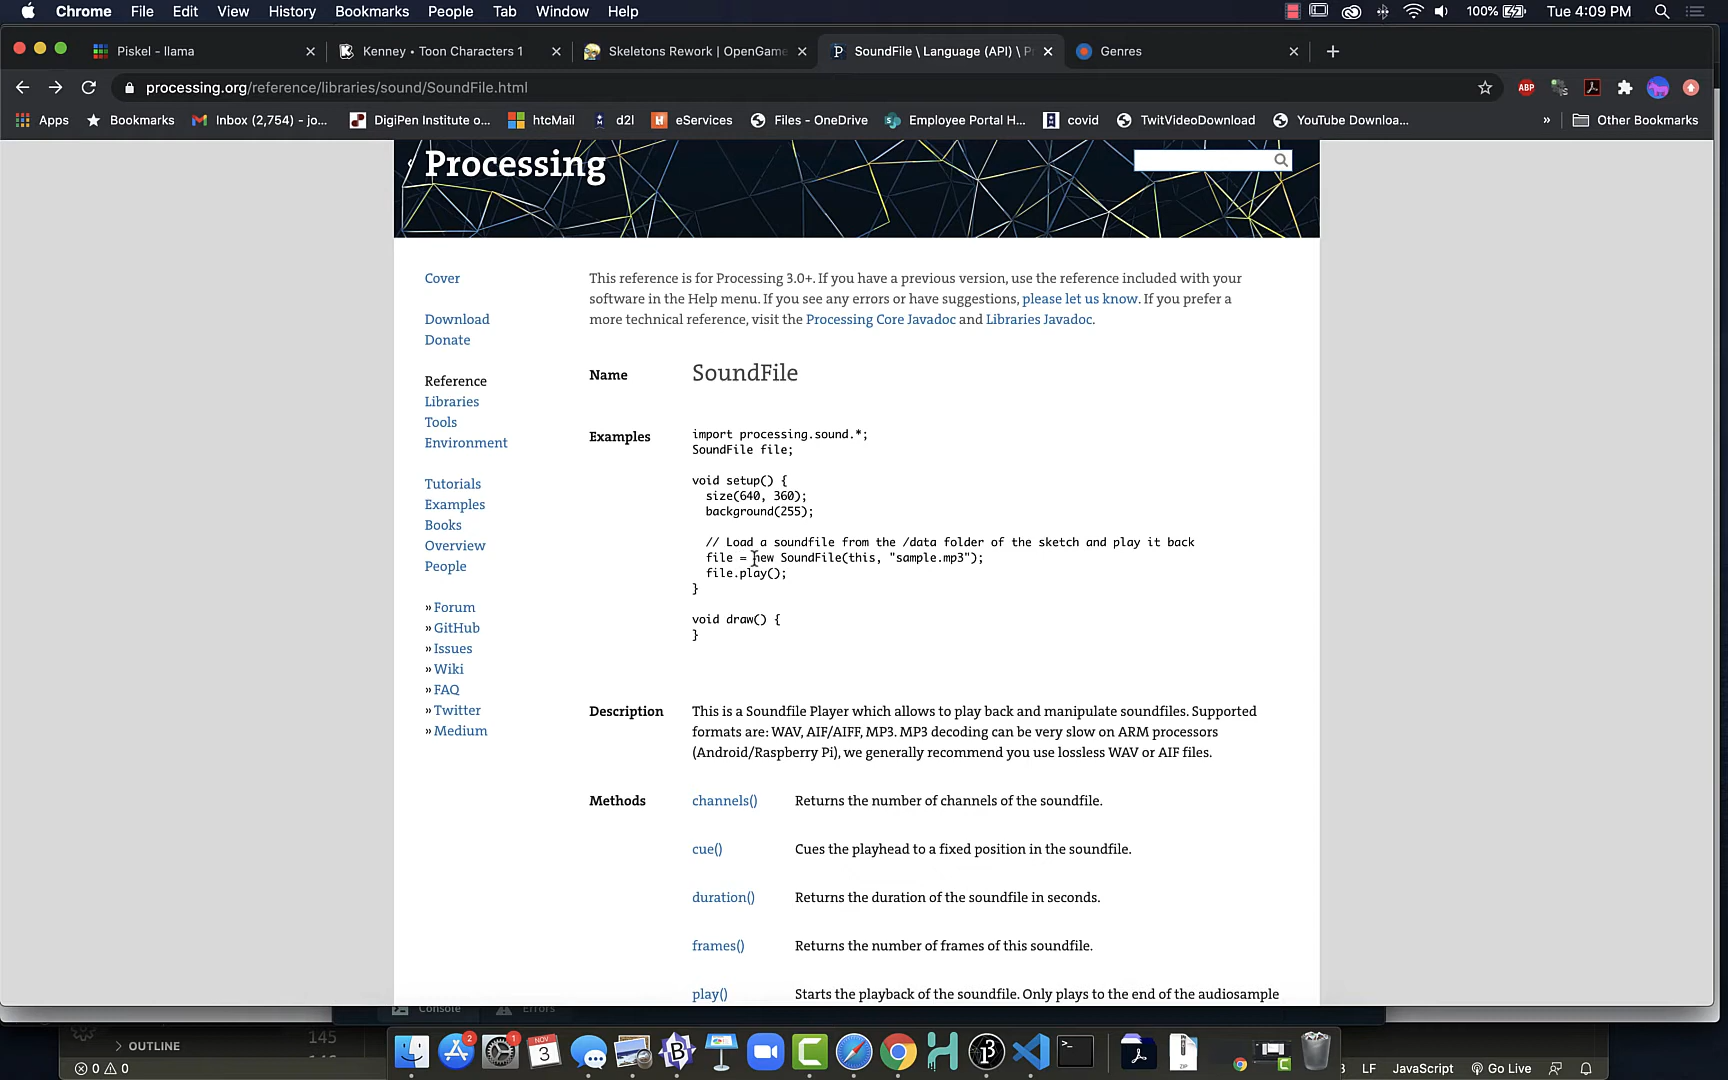 Chrome File Edit View History Bookmarks People Tab Window Help 100% Tue 4:09 PM
Piskel - llama
Kenney • Toon Characters 1
Skeletons Rework | OpenGame
SoundFile \ Language (API) \ P
Genres
processing.org/reference/libraries/sound/SoundFile.html
ABP
Apps Bookmarks Inbox (2,754) - jo... DigiPen Institute o... htcMail d2l eServices Files - OneDrive Employee Portal H... covid TwitVideoDownload YouTube Downloa... » Other Bookmarks
Processing
Cover
Download
Donate
Reference
Libraries
Tools
Environment
Tutorials
Examples
Books
Overview
People
» Forum
» GitHub
» Issues
» Wiki
» FAQ
» Twitter
» Medium
This reference is for Processing 3.0+. If you have a previous version, use the reference included with your
software in the Help menu. If you see any errors or have suggestions, please let us know. If you prefer a
more technical reference, visit the Processing Core Javadoc and Libraries Javadoc.
Name SoundFile
Examples
import processing.sound.*;
SoundFile file;
void setup() {
size(640, 360);
background(255);
// Load a soundfile from the /data folder of the sketch and play it back
file = new SoundFile(this, "sample.mp3");
file.play();
}
void draw() {
}
Description
This is a Soundfile Player which allows to play back and manipulate soundfiles. Supported
formats are: WAV, AIF/AIFF, MP3. MP3 decoding can be very slow on ARM processors
(Android/Raspberry Pi), we generally recommend you use lossless WAV or AIF files.
Methods
channels() Returns the number of channels of the soundfile.
cue() Cues the playhead to a fixed position in the soundfile.
duration() Returns the duration of the soundfile in seconds.
frames() Returns the number of frames of this soundfile.
play() Starts the playback of the soundfile. Only plays to the end of the audiosample
Console Errors
OUTLINE
145
2
1
NOV
3
ZIP
0 0
LF JavaScript Go Live